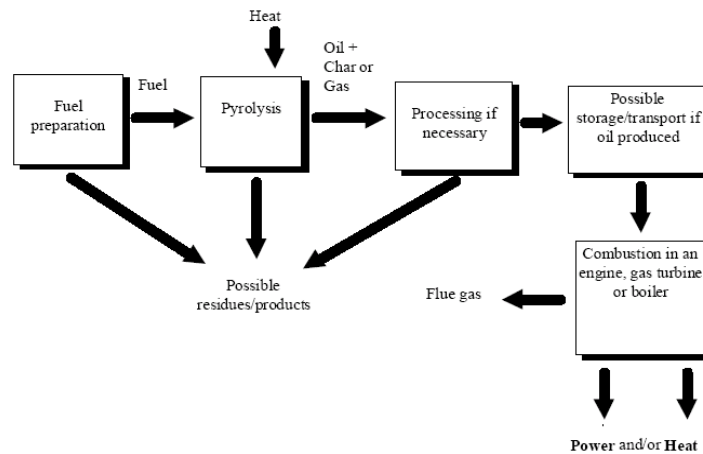 Heat
Oil +
Char or
Gas
Fuel
Fuel
preparation
Pyrolysis
Processing if
necessary
Possible
storage/transport if
oil produced
Possible
residues/products
Flue gas
Combustion in an
engine, gas turbine
or boiler
Power and/or Heat